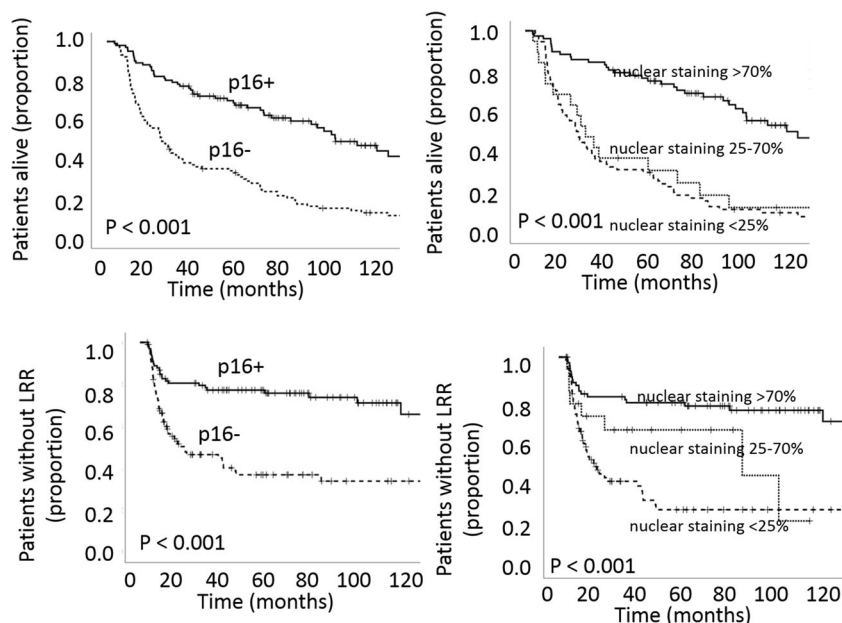 Patients alive (proportion)
1.0
0.8
0.6
0.4
0.2
0.0
p16+
p16-
P < 0.001
0 20 40 60 80 100 120
Time (months)
Patients alive (proportion)
1.0
0.8
0.6
0.4
0.2
0.0
nuclear staining >70%
nuclear staining 25-70%
nuclear staining <25%
P < 0.001
0 20 40 60 80 100 120
Time (months)
Patients without LRR
(proportion)
1.0
0.8
0.6
0.4
0.2
0.0
p16+
p16-
P < 0.001
0 20 40 60 80 100 120
Time (months)
Patients without LRR
(proportion)
1.0
0.8
0.6
0.4
0.2
0.0
nuclear staining >70%
nuclear staining 25-70%
nuclear staining <25%
P < 0.001
0 20 40 60 80 100 120
Time (months)